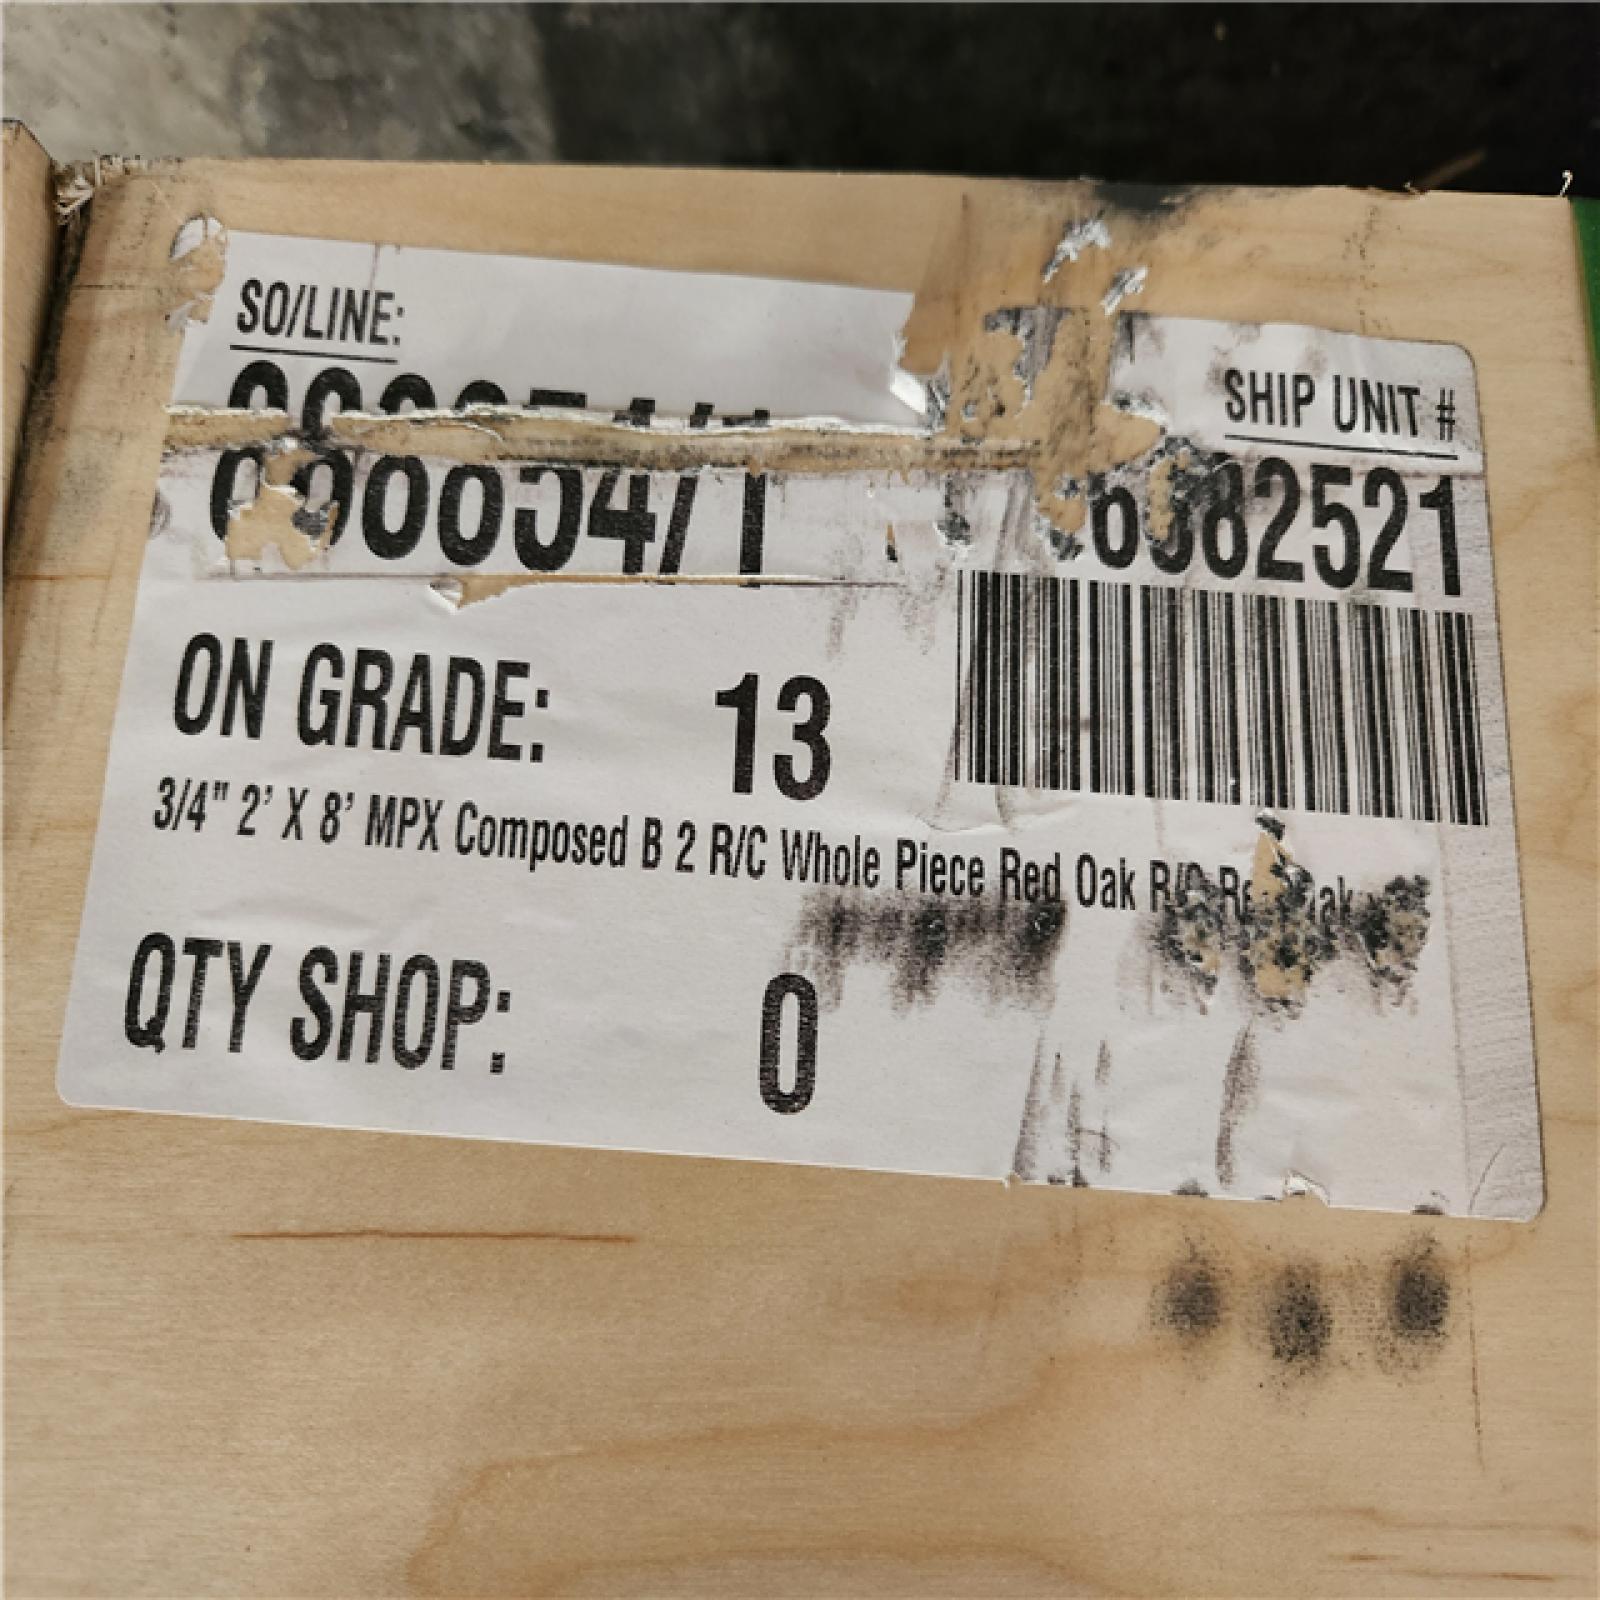 SO/LINE:
SHIP UNIT #
ON GRADE: 13
3/4" 2' X 8' MPX Composed B 2 R/C Whole Piece Red Oak
QTY SHOP: 0